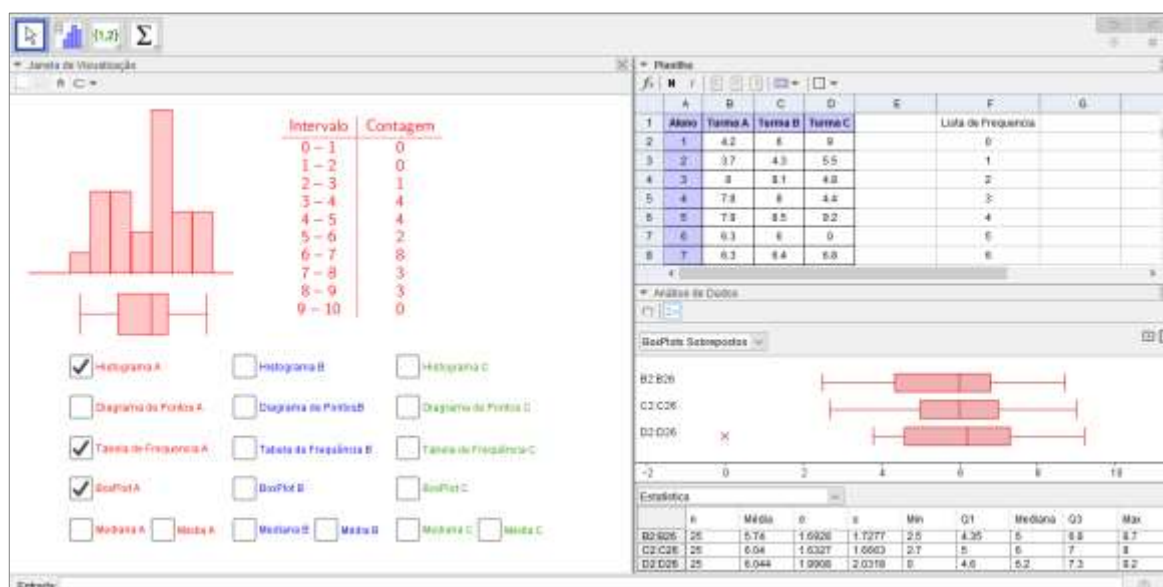 {1,2} Σ
Janela de Visualização
Intervalo Contagem
0 – 1 0
1 – 2 0
2 – 3 1
3 – 4 4
4 – 5 4
5 – 6 2
6 – 7 8
7 – 8 3
8 – 9 3
9 – 10 0
Histograma A Histograma B Histograma C
Diagrama de Pontos A Diagrama de PontosB Diagrama de Pontos C
Tabela de Frequencia A Tabela de Frequência B Tabela de Frequência C
BoxPlot A BoxPlot B BoxPlot C
Mediana A Média A Mediana B Média B Mediana C Média C
Entrada
Planilha
fx N I
A B C D E F G
1 Aluno Turma A Turma B Turma C Lista de Frequencia
2 1 4.2 6 9 0
3 2 3.7 4.3 5.5 1
4 3 8 8.1 4.8 2
5 4 7.8 6 4.4 3
6 5 7.9 8.5 8.2 4
7 6 6.3 6 0 5
8 7 6.3 6.4 6.8 6
Análise de Dados
BoxPlots Sobrepostos
B2:B26
C2:C26
D2:D26
-2 0 2 4 6 8 10
Estatística
n Média σ s Min Q1 Mediana Q3 Max
B2:B26 25 5.74 1.6928 1.7277 2.5 4.35 6 6.8 8.7
C2:C26 25 6.04 1.6327 1.6663 2.7 5 6 7
D2:D26 25 6.044 1.9908 2.0318 0 4.6 6.2 7.3 9.2